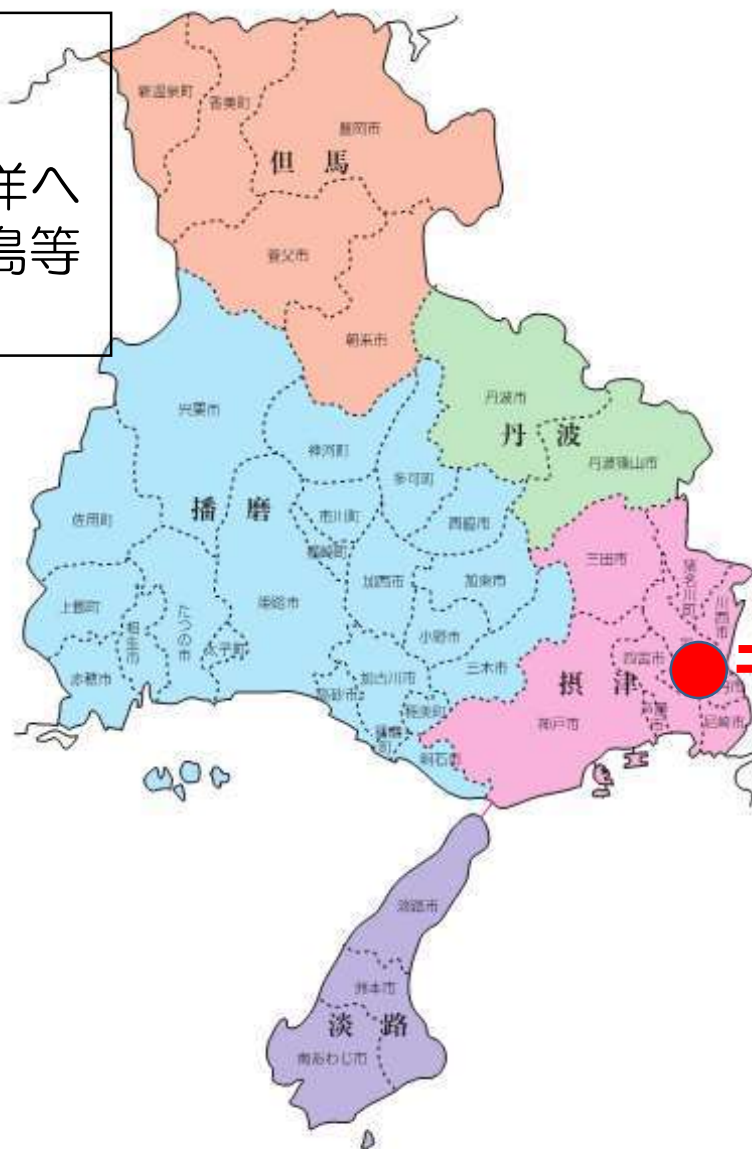 洋へ
島等
新温泉町
香美町
豊岡市
但馬
養父市
朝来市
宍粟市
神河町
多可町
丹波市
丹波
丹波篠山市
佐用町
播磨
市川町
福崎町
西脇市
加西市
加東市
三田市
猪名川町
川西市
上郡町
相生市
たつの市
姫路市
太子町
小野市
赤穂市
加古川市
三木市
高砂市
稲美町
播磨町
明石市
摂津
西宮市
神戸市
芦屋市
尼崎市
淡路市
洲本市
淡路
南あわじ市